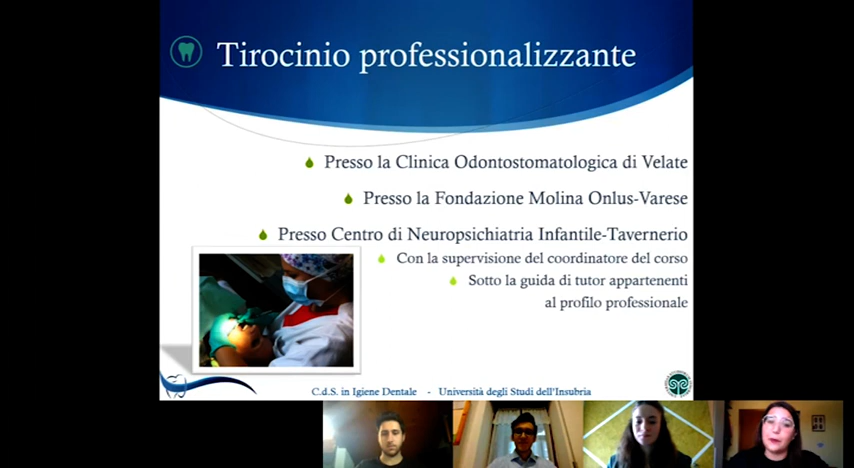 Tirocinio professionalizzante
Presso la Clinica Odontostomatologica di Velate
Presso la Fondazione Molina Onlus-Varese
Presso Centro di Neuropsichiatria Infantile-Tavernerio
Con la supervisione del coordinatore del corso
Sotto la guida di tutor appartenenti
al profilo professionale
C.d.S. in Igiene Dentale - Università degli Studi dell'Insubria